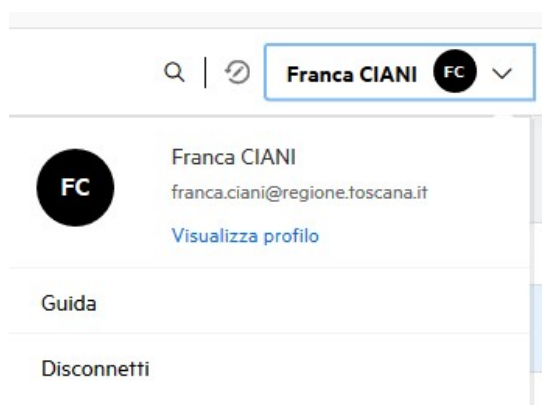 Franca CIANI FC
FC
Franca CIANI
franca.ciani@regione.toscana.it
Visualizza profilo
Guida
Disconnetti